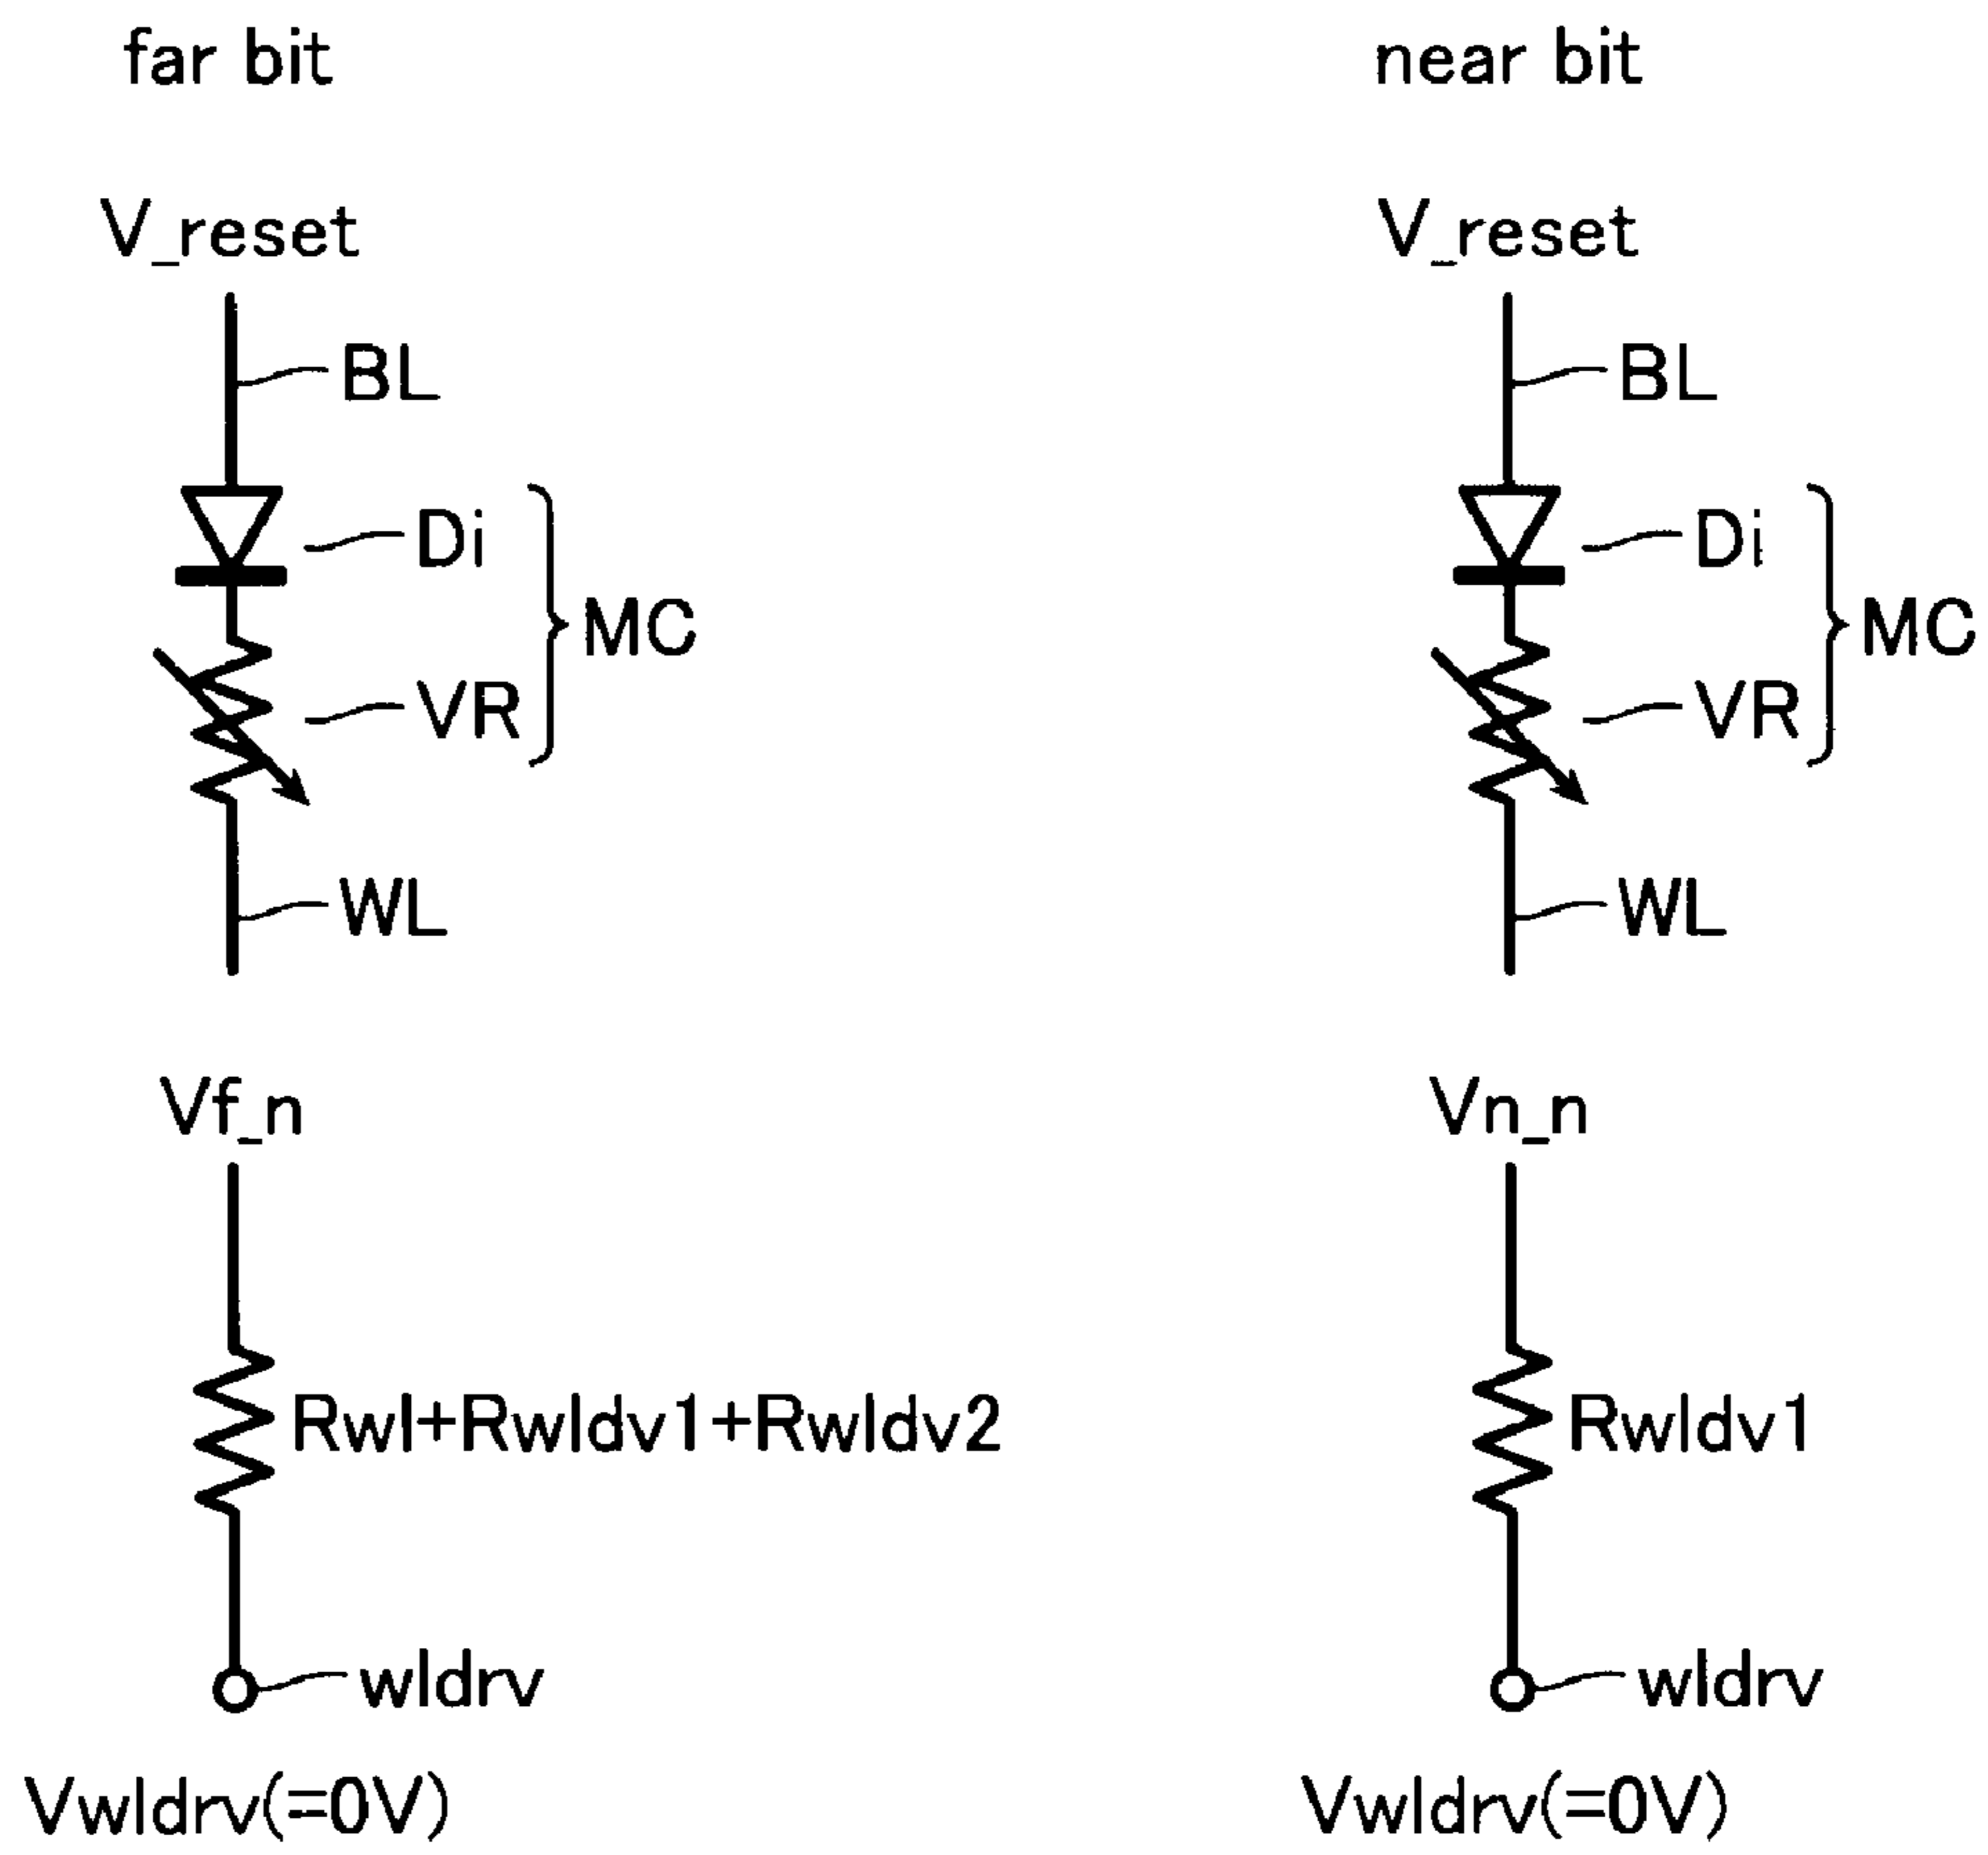 far bit
V_reset
BL
Di
MC
VR
WL
Vf_n
Rwl+Rwldv1+Rwldv2
wldrv
Vwldrv(=0V)
near bit
V_reset
BL
Di
MC
VR
WL
Vn_n
Rwldv1
wldrv
Vwldrv(=0V)